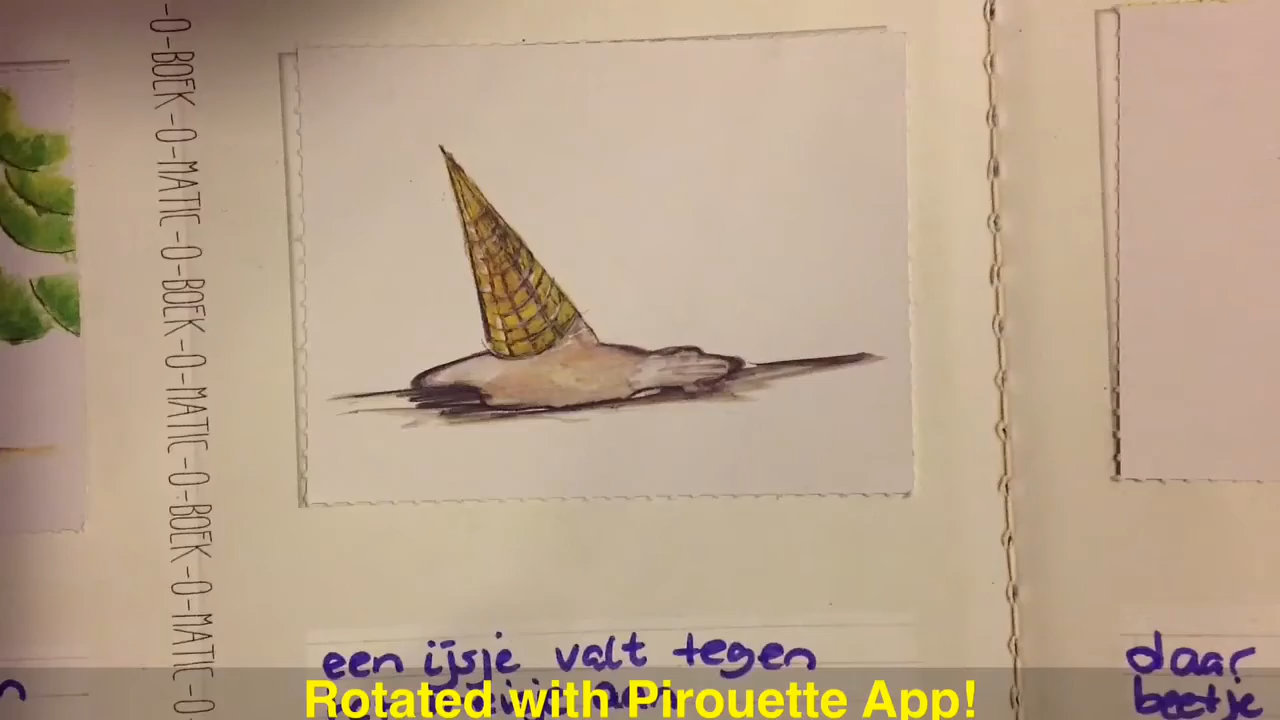 -O-BOEK-O-MATIC-O-BOEK-O-MATIC-O-BOEK-O-MATIC-O-
een ijsje valt tegen
daar
beetje
Rotated with Pirouette App!